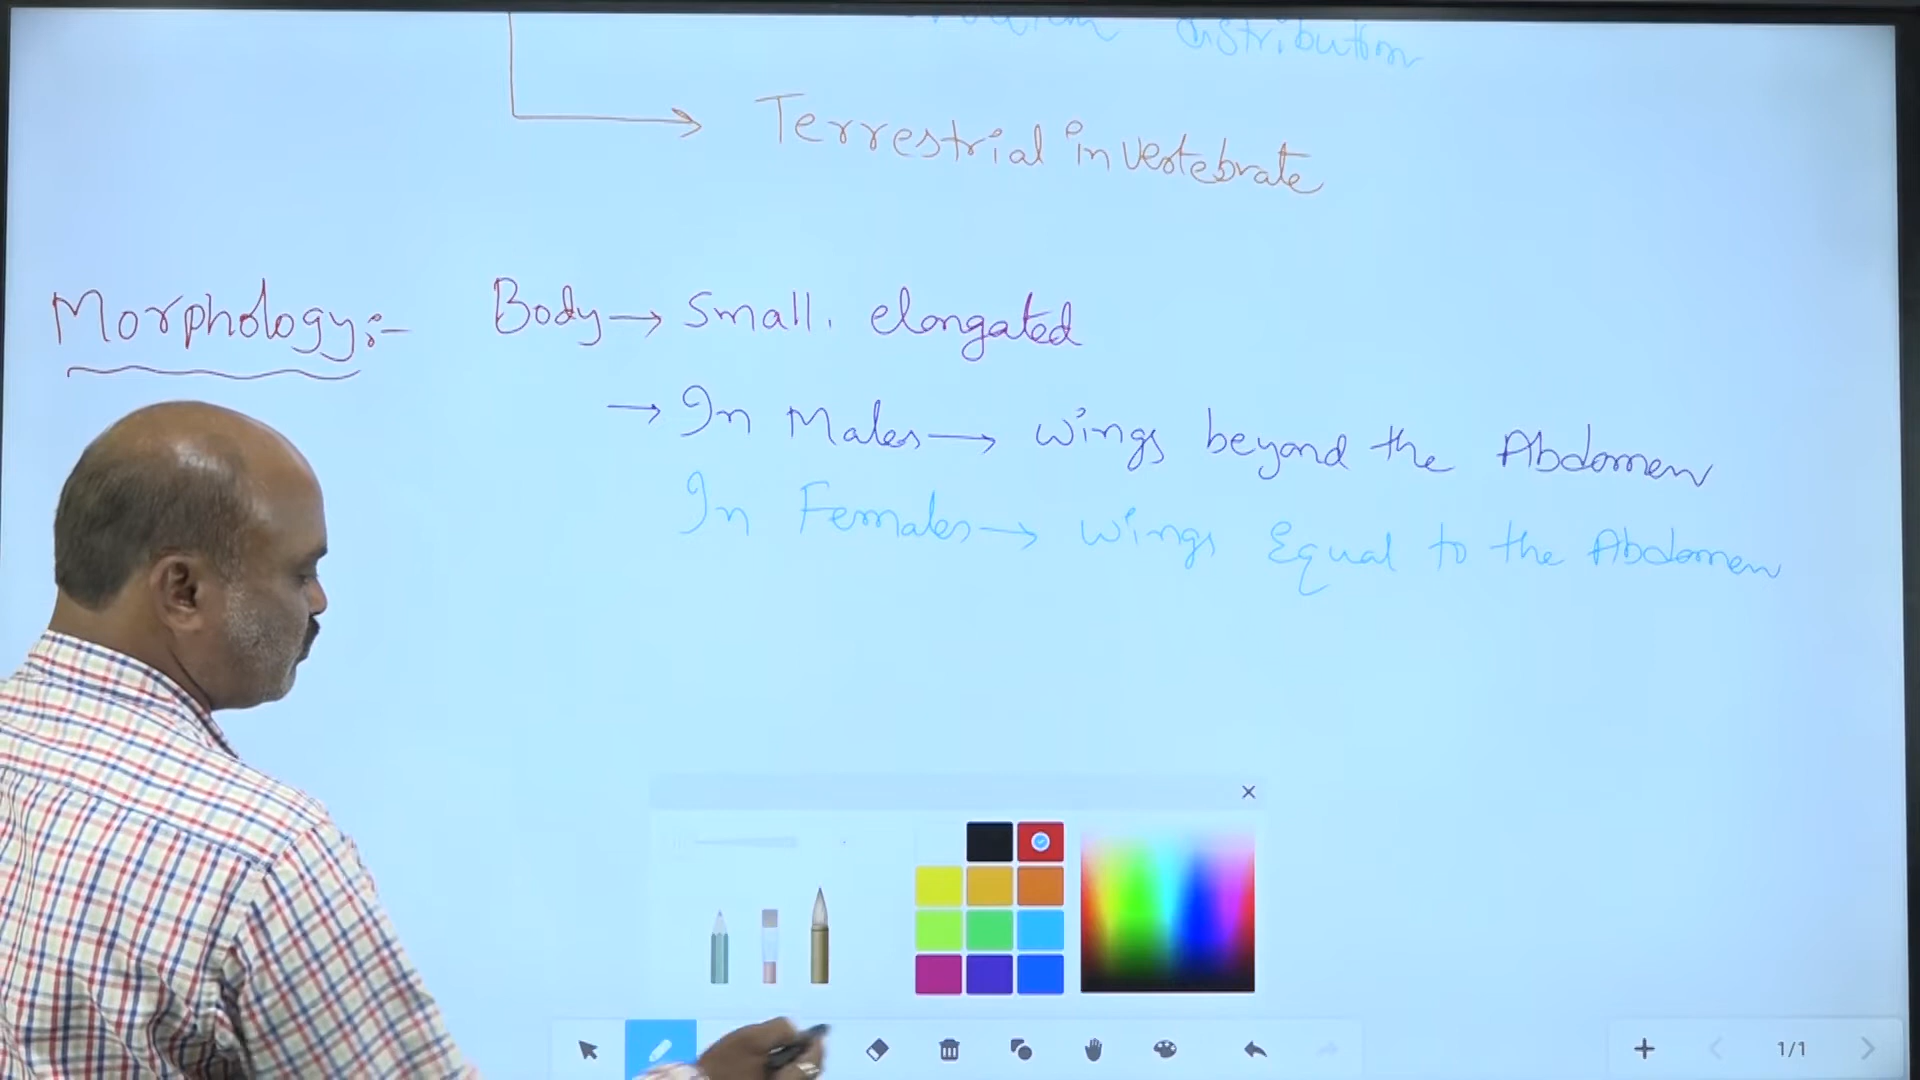 distribution
Terrestrial invertebrate
Morphology:- Body → Small, elongated
→ In Males → wings beyond the Abdomen
In Females → wings Equal to the Abdomen
1/1